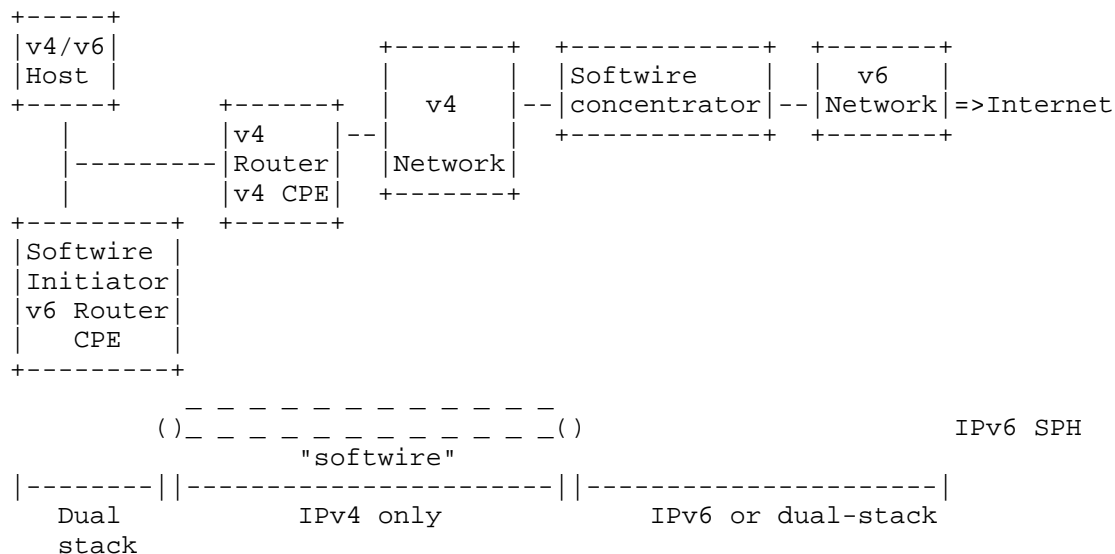 +-----+
|v4/v6|                +-------+  +------------+  +-------+
|Host |                |       |  |Softwire    |  |  v6   |
+-----+      +------+  |  v4   |--|concentrator|--|Network|=>Internet
   |         |v4    |--|       |  +------------+  +-------+
   |---------|Router|  |Network|
   |         |v4 CPE|  +-------+
+---------+  +------+
|Softwire |
|Initiator|
|v6 Router|
|   CPE   |
+---------+
           _ _ _ _ _ _ _ _ _ _ _ _
         ()_ _ _ _ _ _ _ _ _ _ _ _()                       IPv6 SPH
                  "softwire"
|--------||-----------------------||----------------------|
   Dual           IPv4 only            IPv6 or dual-stack
   stack